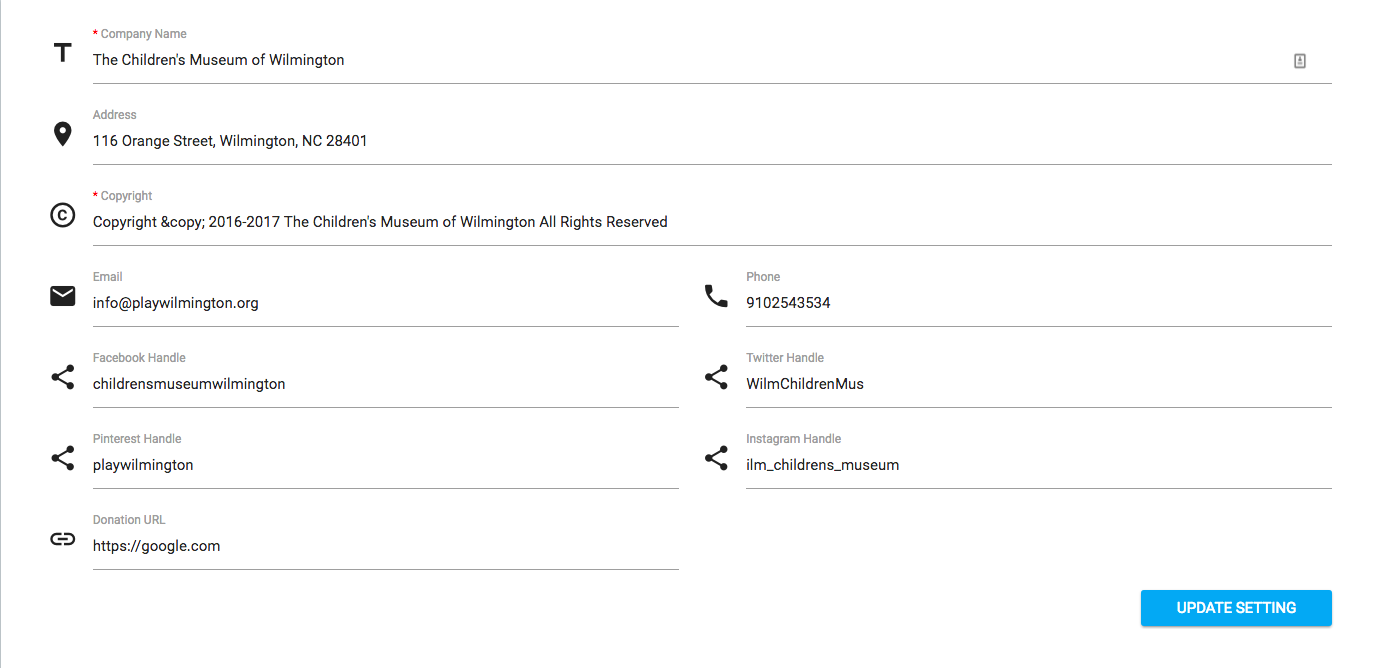 * Company Name
The Children's Museum of Wilmington
Address
116 Orange Street, Wilmington, NC 28401
* Copyright
Copyright &copy; 2016-2017 The Children's Museum of Wilmington All Rights Reserved
Email
info@playwilmington.org
Phone
9102543534
Facebook Handle
childrensmuseumwilmington
Twitter Handle
WilmChildrenMus
Pinterest Handle
playwilmington
Instagram Handle
ilm_childrens_museum
Donation URL
https://google.com
UPDATE SETTING